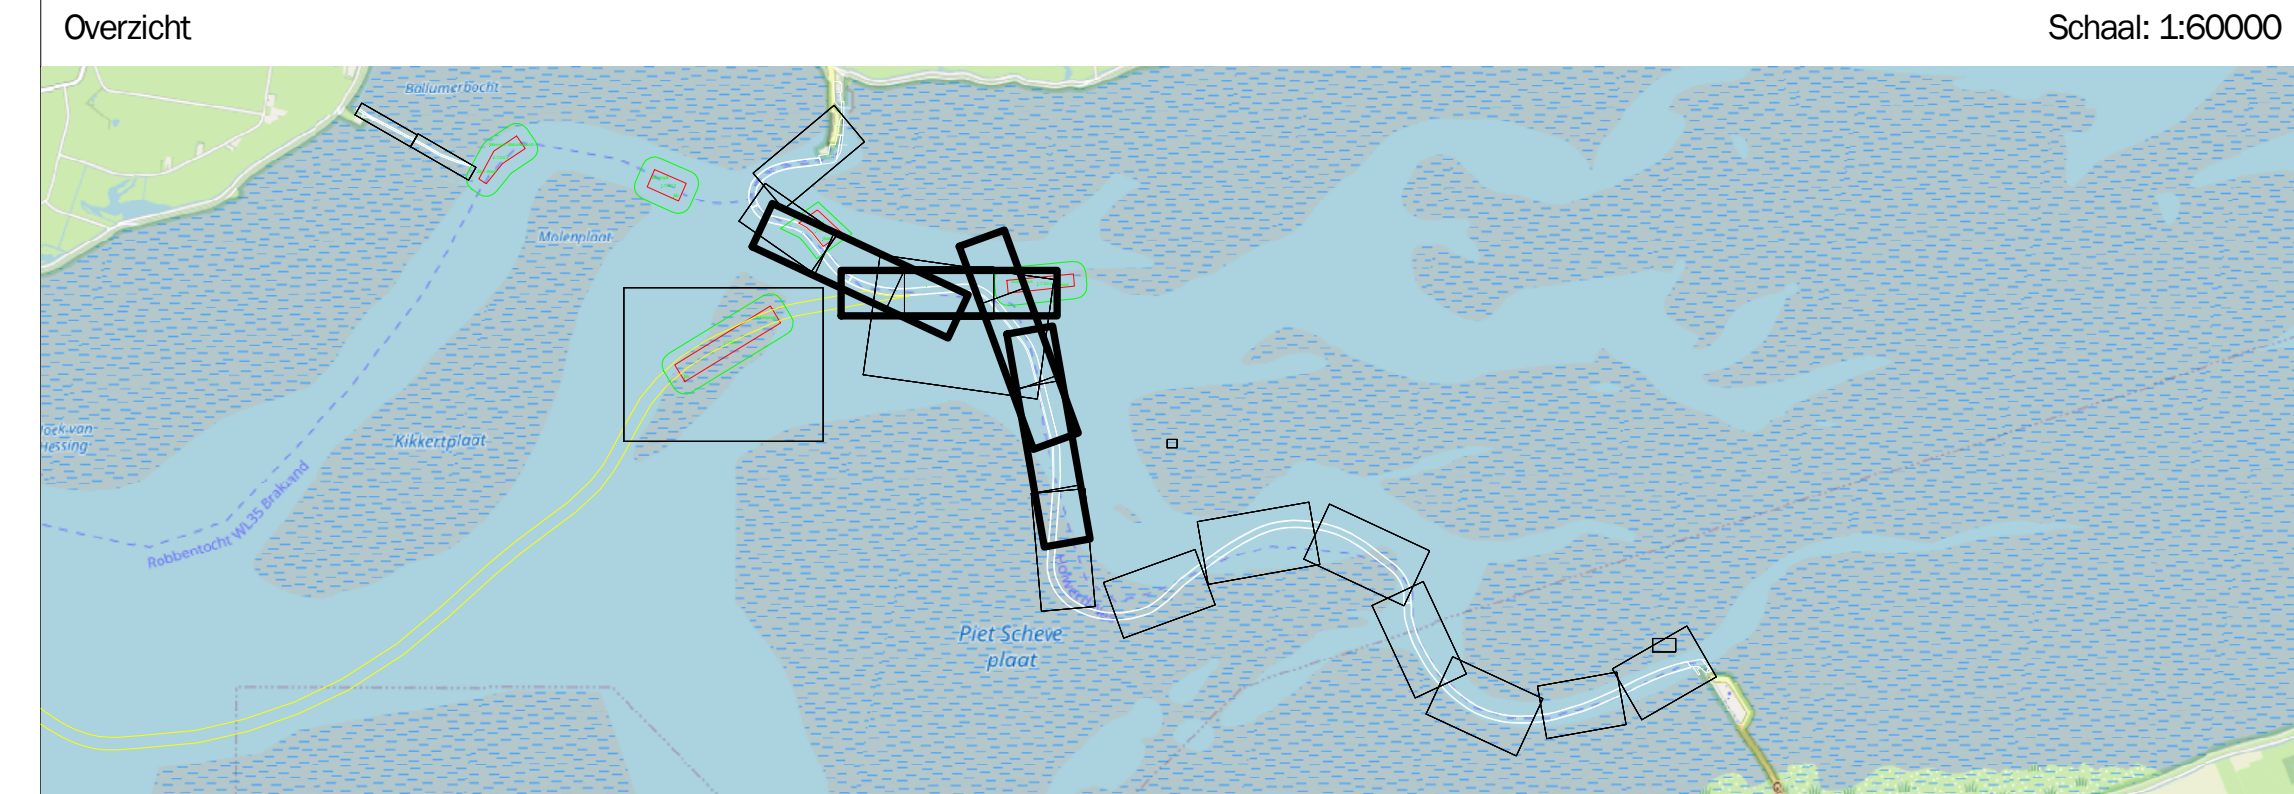 Overzicht
Schaal: 1:60000
Ballumerbocht
Molenplaat
Kikkertplaat
Robbentocht WL35 Brakzand
Piet Scheve
plaat